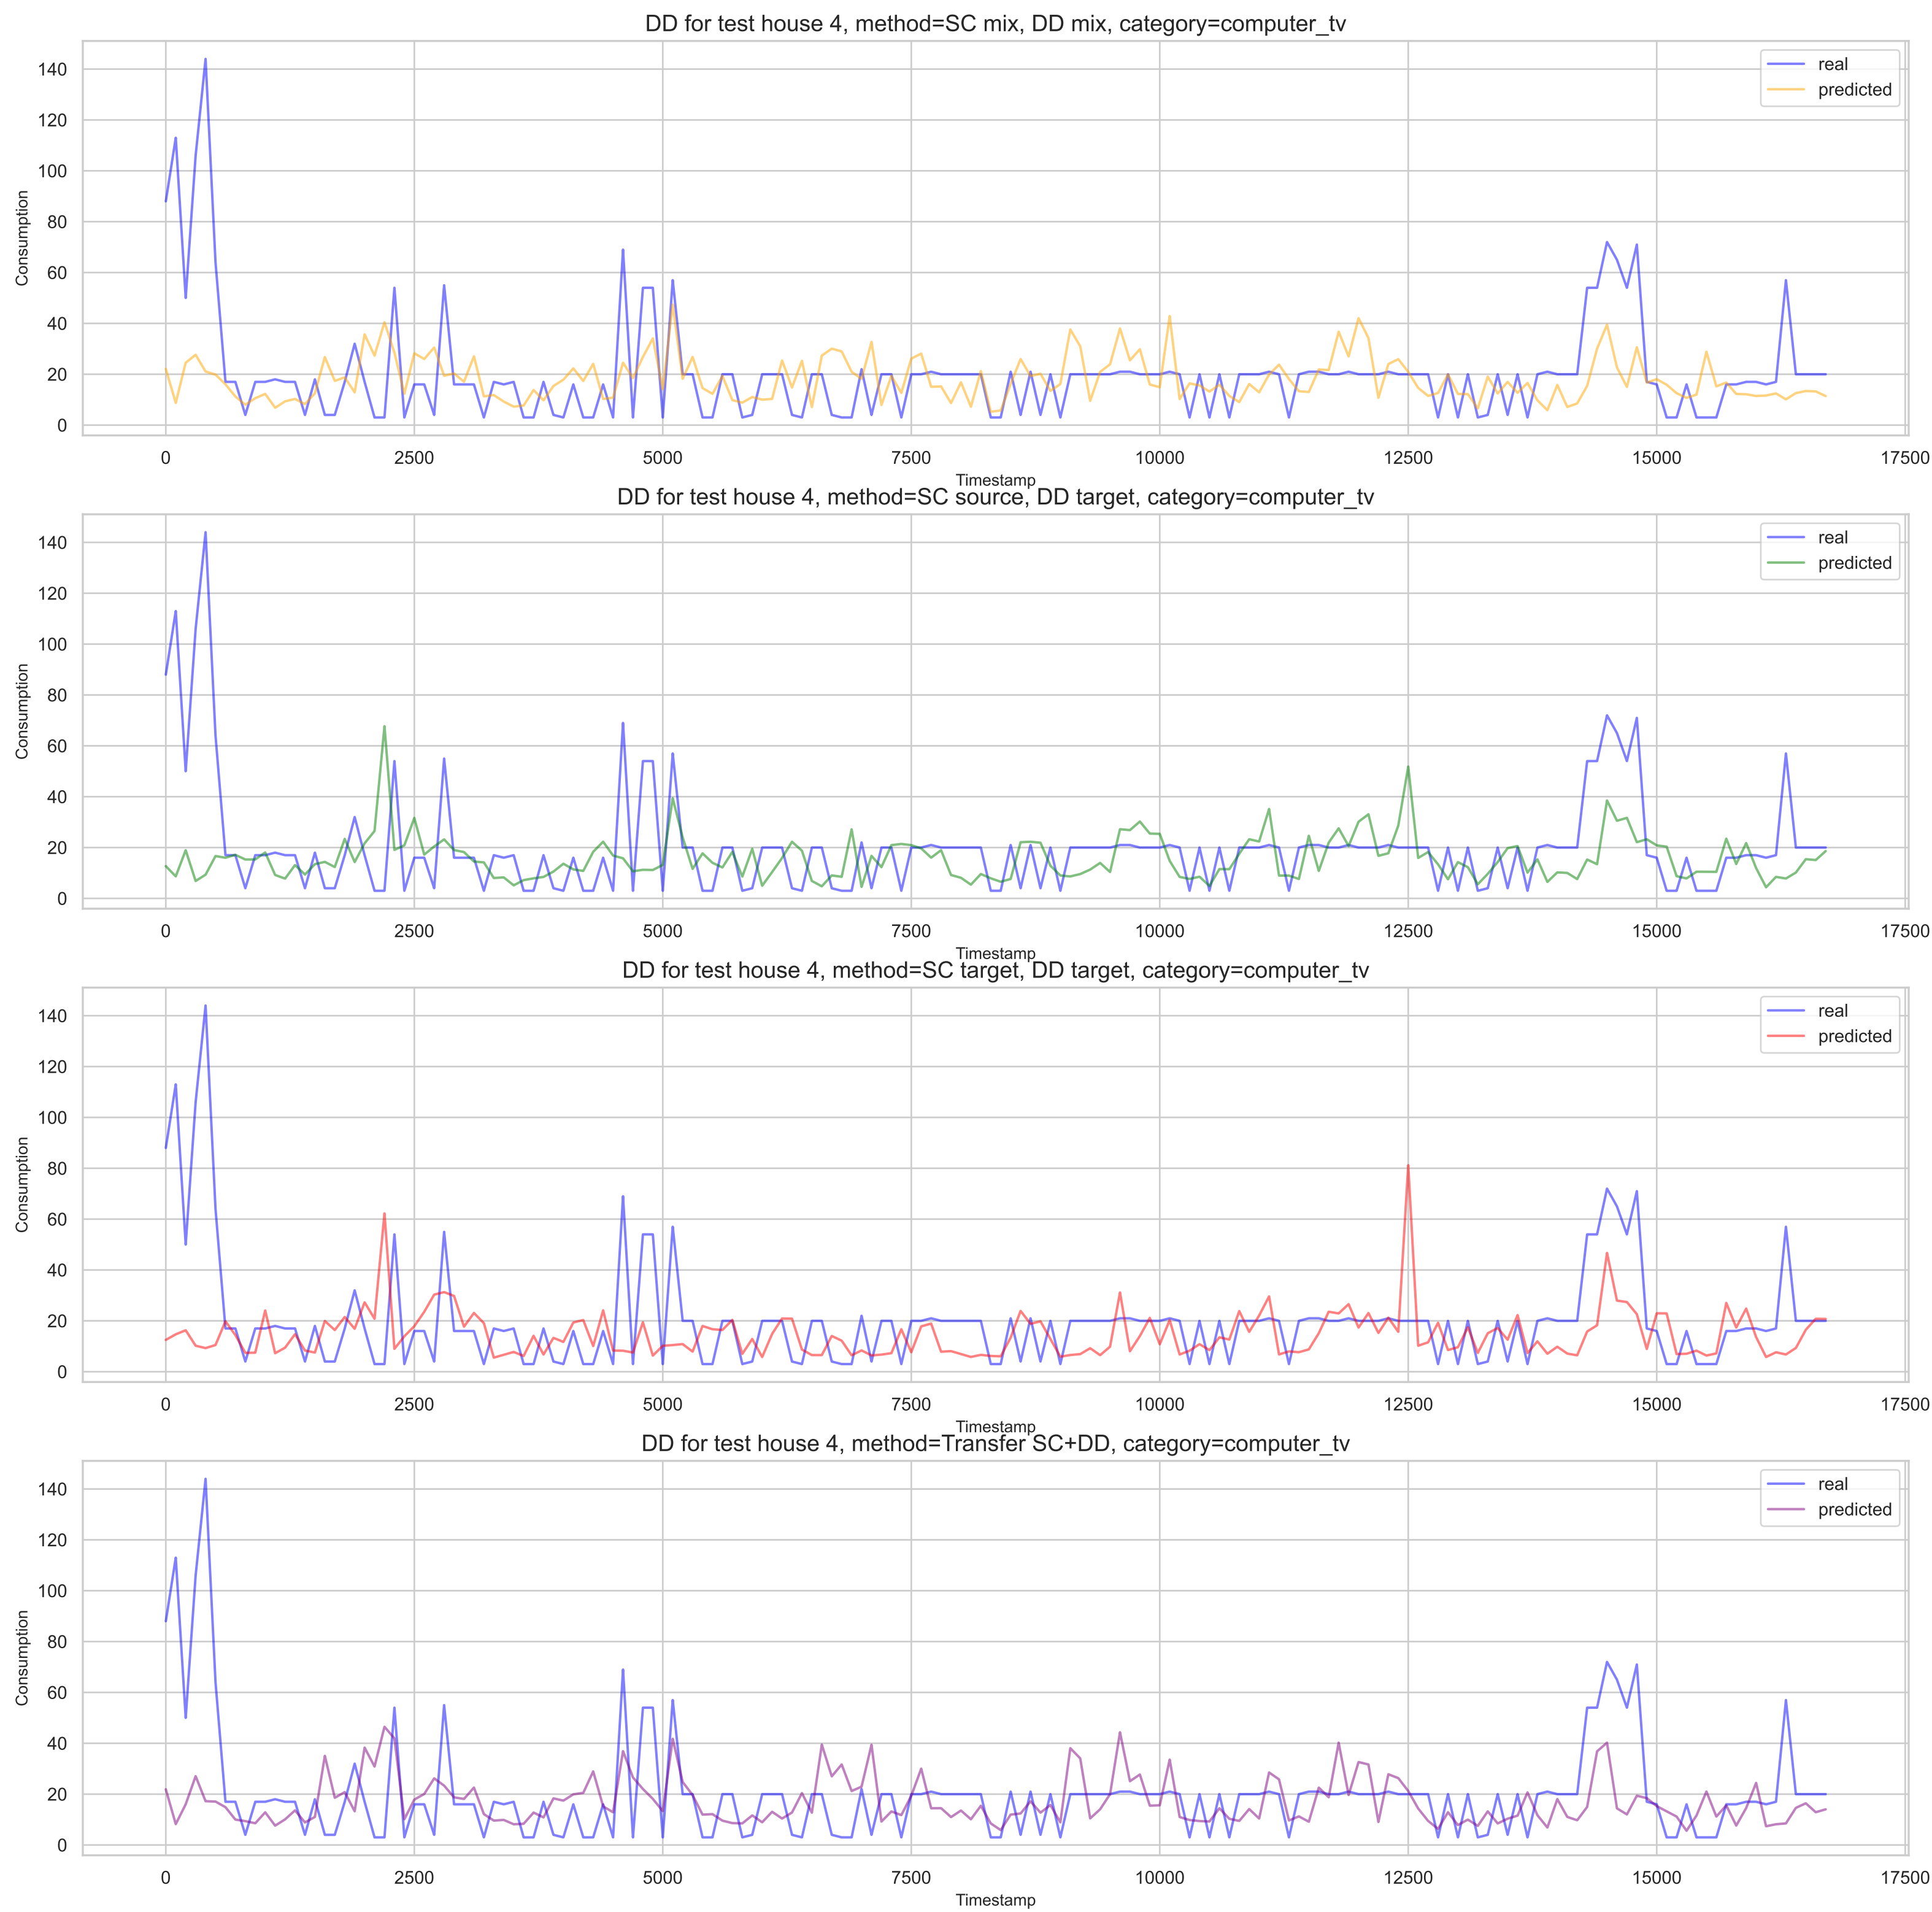 DD for test house 4, method=SC mix, DD mix, category=computer_tv
140
120
100
80
60
40
20
0
Consumption
real
predicted
0 2500 5000 7500 10000 12500 15000 17500
Timestamp
DD for test house 4, method=SC source, DD target, category=computer_tv
140
120
100
80
60
40
20
0
Consumption
real
predicted
0 2500 5000 7500 10000 12500 15000 17500
Timestamp
DD for test house 4, method=SC target, DD target, category=computer_tv
140
120
100
80
60
40
20
0
Consumption
real
predicted
0 2500 5000 7500 10000 12500 15000 17500
Timestamp
DD for test house 4, method=Transfer SC+DD, category=computer_tv
140
120
100
80
60
40
20
0
Consumption
real
predicted
0 2500 5000 7500 10000 12500 15000 17500
Timestamp